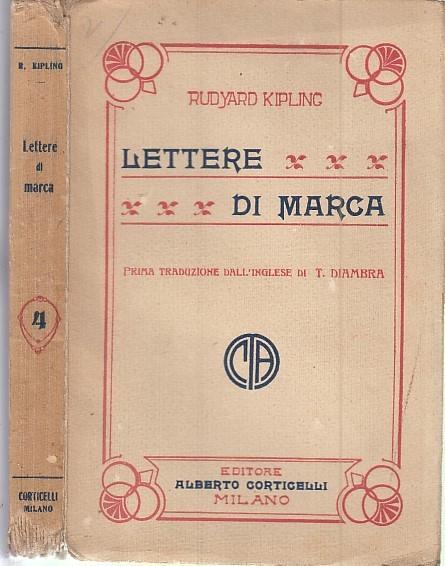 R. KIPLING
Lettere
di
marca
4
CORTICELLI
MILANO
RUDYARD KIPLING
LETTERE
DI MARCA
PRIMA TRADUZIONE DALL'INGLESE DI T. DIAMBRA
EDITORE
ALBERTO CORTICELLI
MILANO